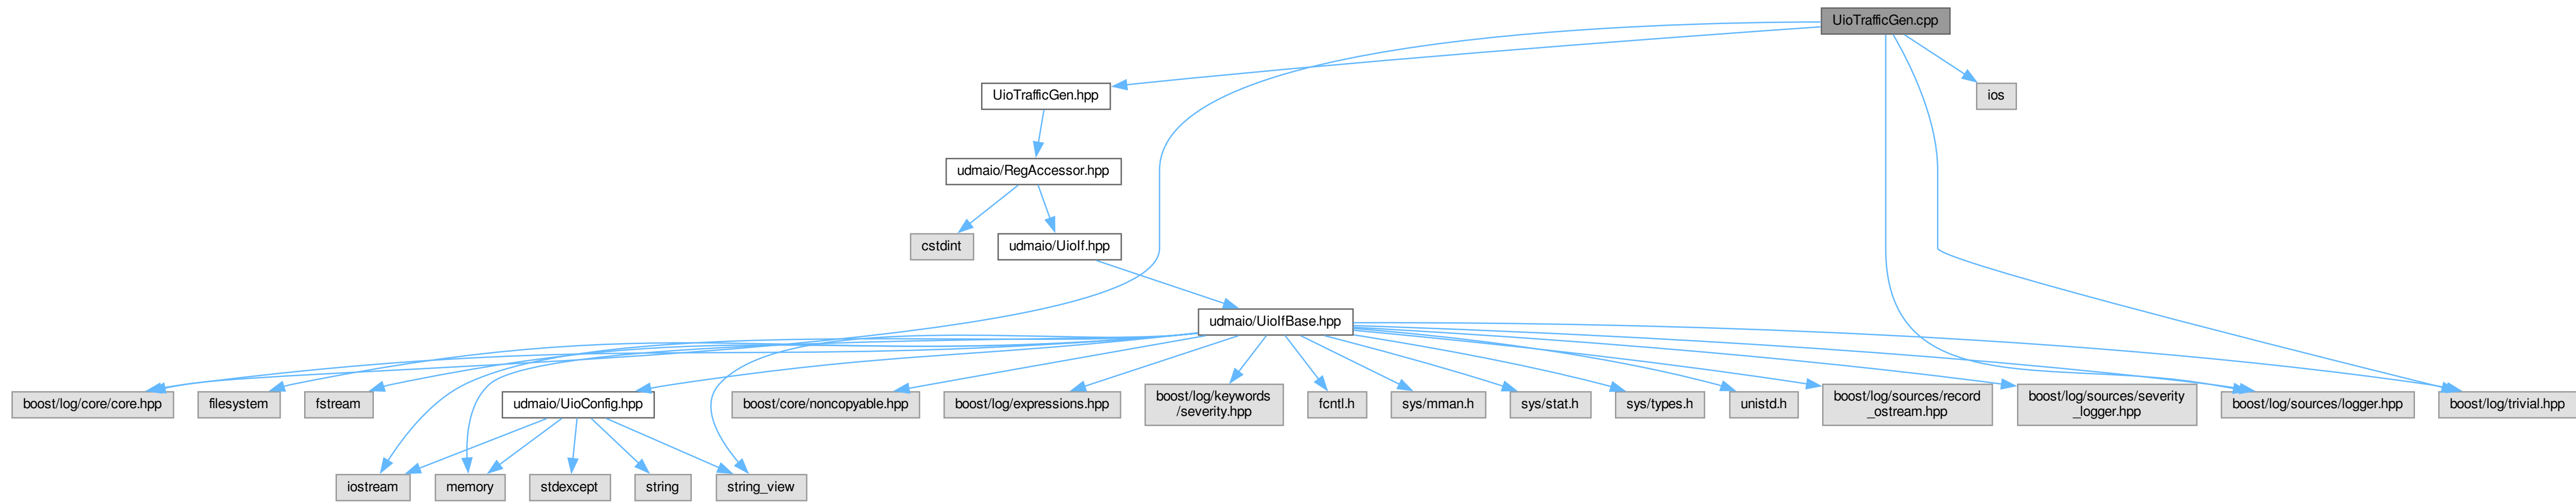 UioTrafficGen.cpp
UioTrafficGen.hpp
ios
udmaio/RegAccessor.hpp
cstdint
udmaio/UioIf.hpp
udmaio/UioIfBase.hpp
boost/log/core/core.hpp
filesystem
fstream
udmaio/UioConfig.hpp
boost/core/noncopyable.hpp
boost/log/expressions.hpp
boost/log/keywords
/severity.hpp
fcntl.h
sys/mman.h
sys/stat.h
sys/types.h
unistd.h
boost/log/sources/record
_ostream.hpp
boost/log/sources/severity
_logger.hpp
boost/log/sources/logger.hpp
boost/log/trivial.hpp
iostream
memory
stdexcept
string
string_view